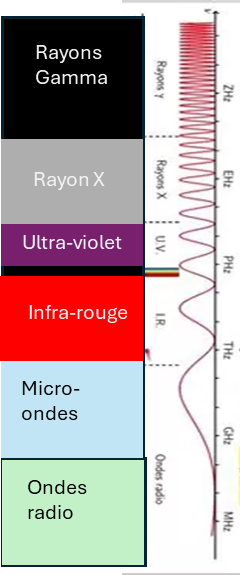 Rayons
Gamma
Rayon X
Ultra-violet
Infra-rouge
Micro-
ondes
Ondes
radio
Rayons γ
Rayons X
U.V.
I.R.
Ondes radio
ZHz
EHz
PHz
THz
GHz
MHz